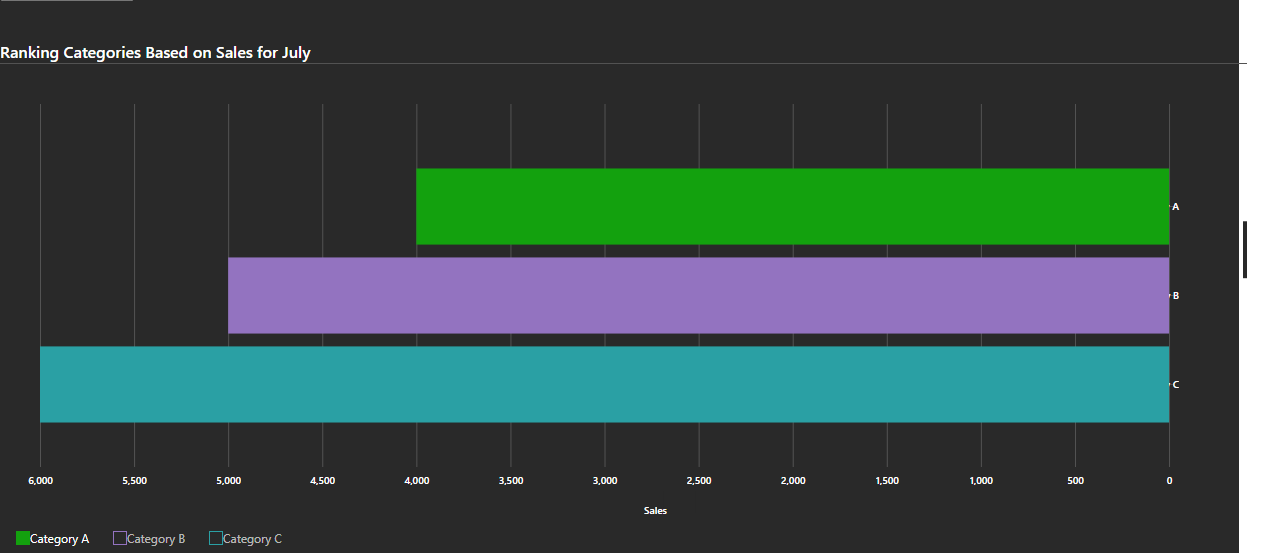 Ranking Categories Based on Sales for July
A
B
C
6,000 5,500 5,000 4,500 4,000 3,500 3,000 2,500 2,000 1,500 1,000 500 0
Sales
Category A Category B Category C